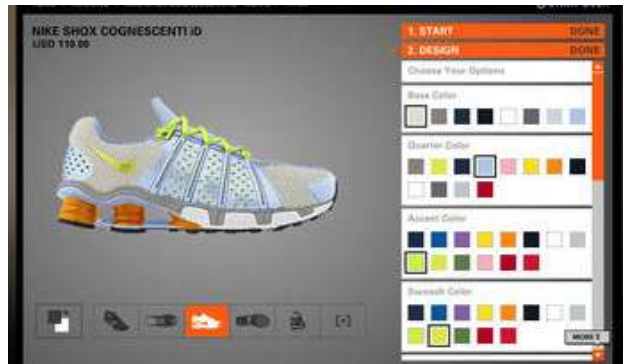 NIKE SHOX COGNESCENTI iD
USD 110.00
1. START DONE
2. DESIGN DONE
Choose Your Options
Base Color
Quarter Color
Accent Color
Swoosh Color
MORE